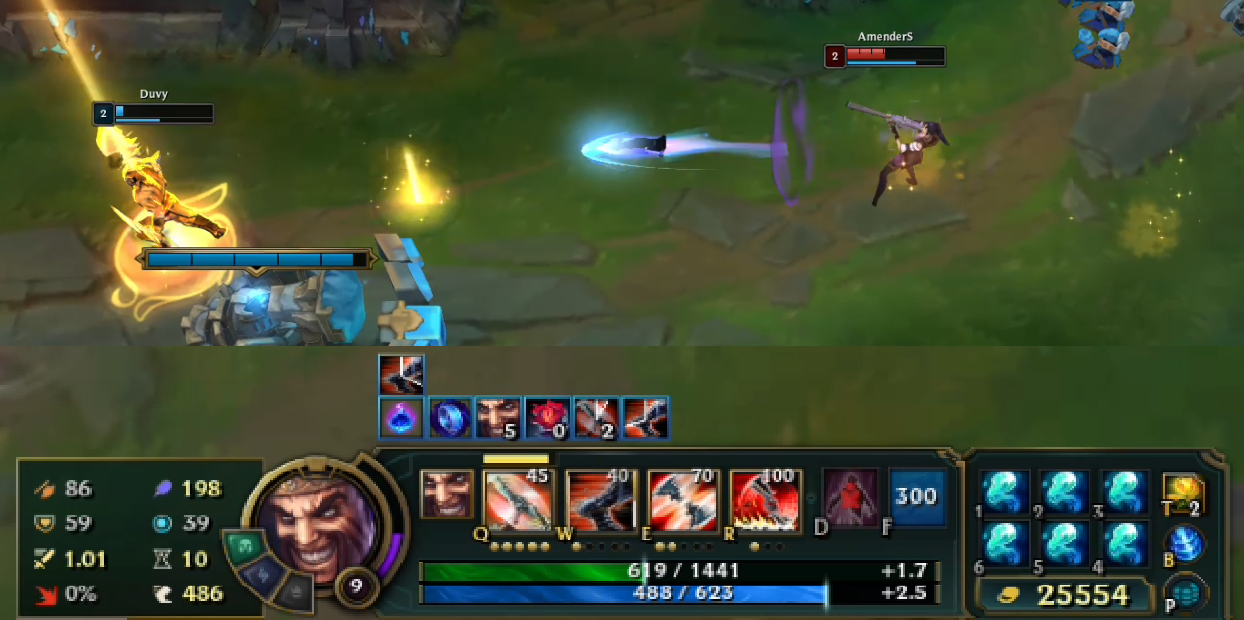 AmenderS
2
Duvy
2
5 0 2
45 40 70 100
300
Q W E R D F
86 198
59 39
1.01 10
0% 486
9
619 / 1441 +1.7
488 / 623 +2.5
1 2 3 T 2
6 5 4 B
25554 P